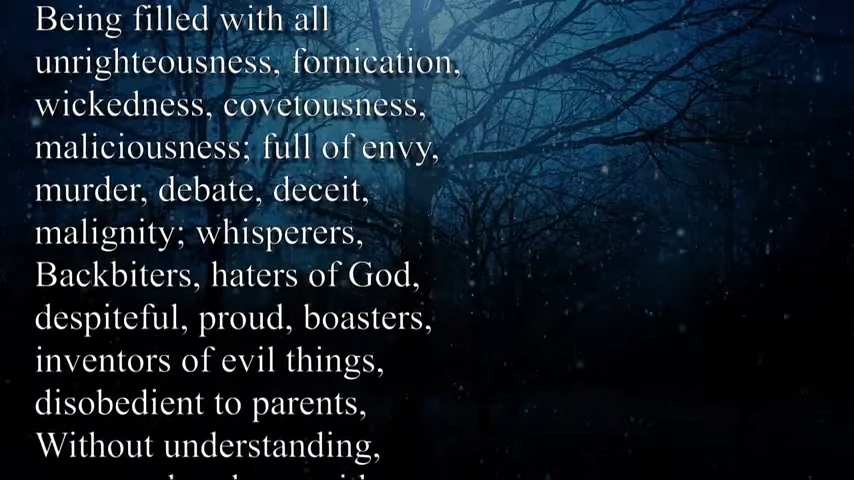 Being filled with all
unrighteousness, fornication,
wickedness, covetousness,
maliciousness; full of envy,
murder, debate, deceit,
malignity; whisperers,
Backbiters, haters of God,
despiteful, proud, boasters,
inventors of evil things,
disobedient to parents,
Without understanding,